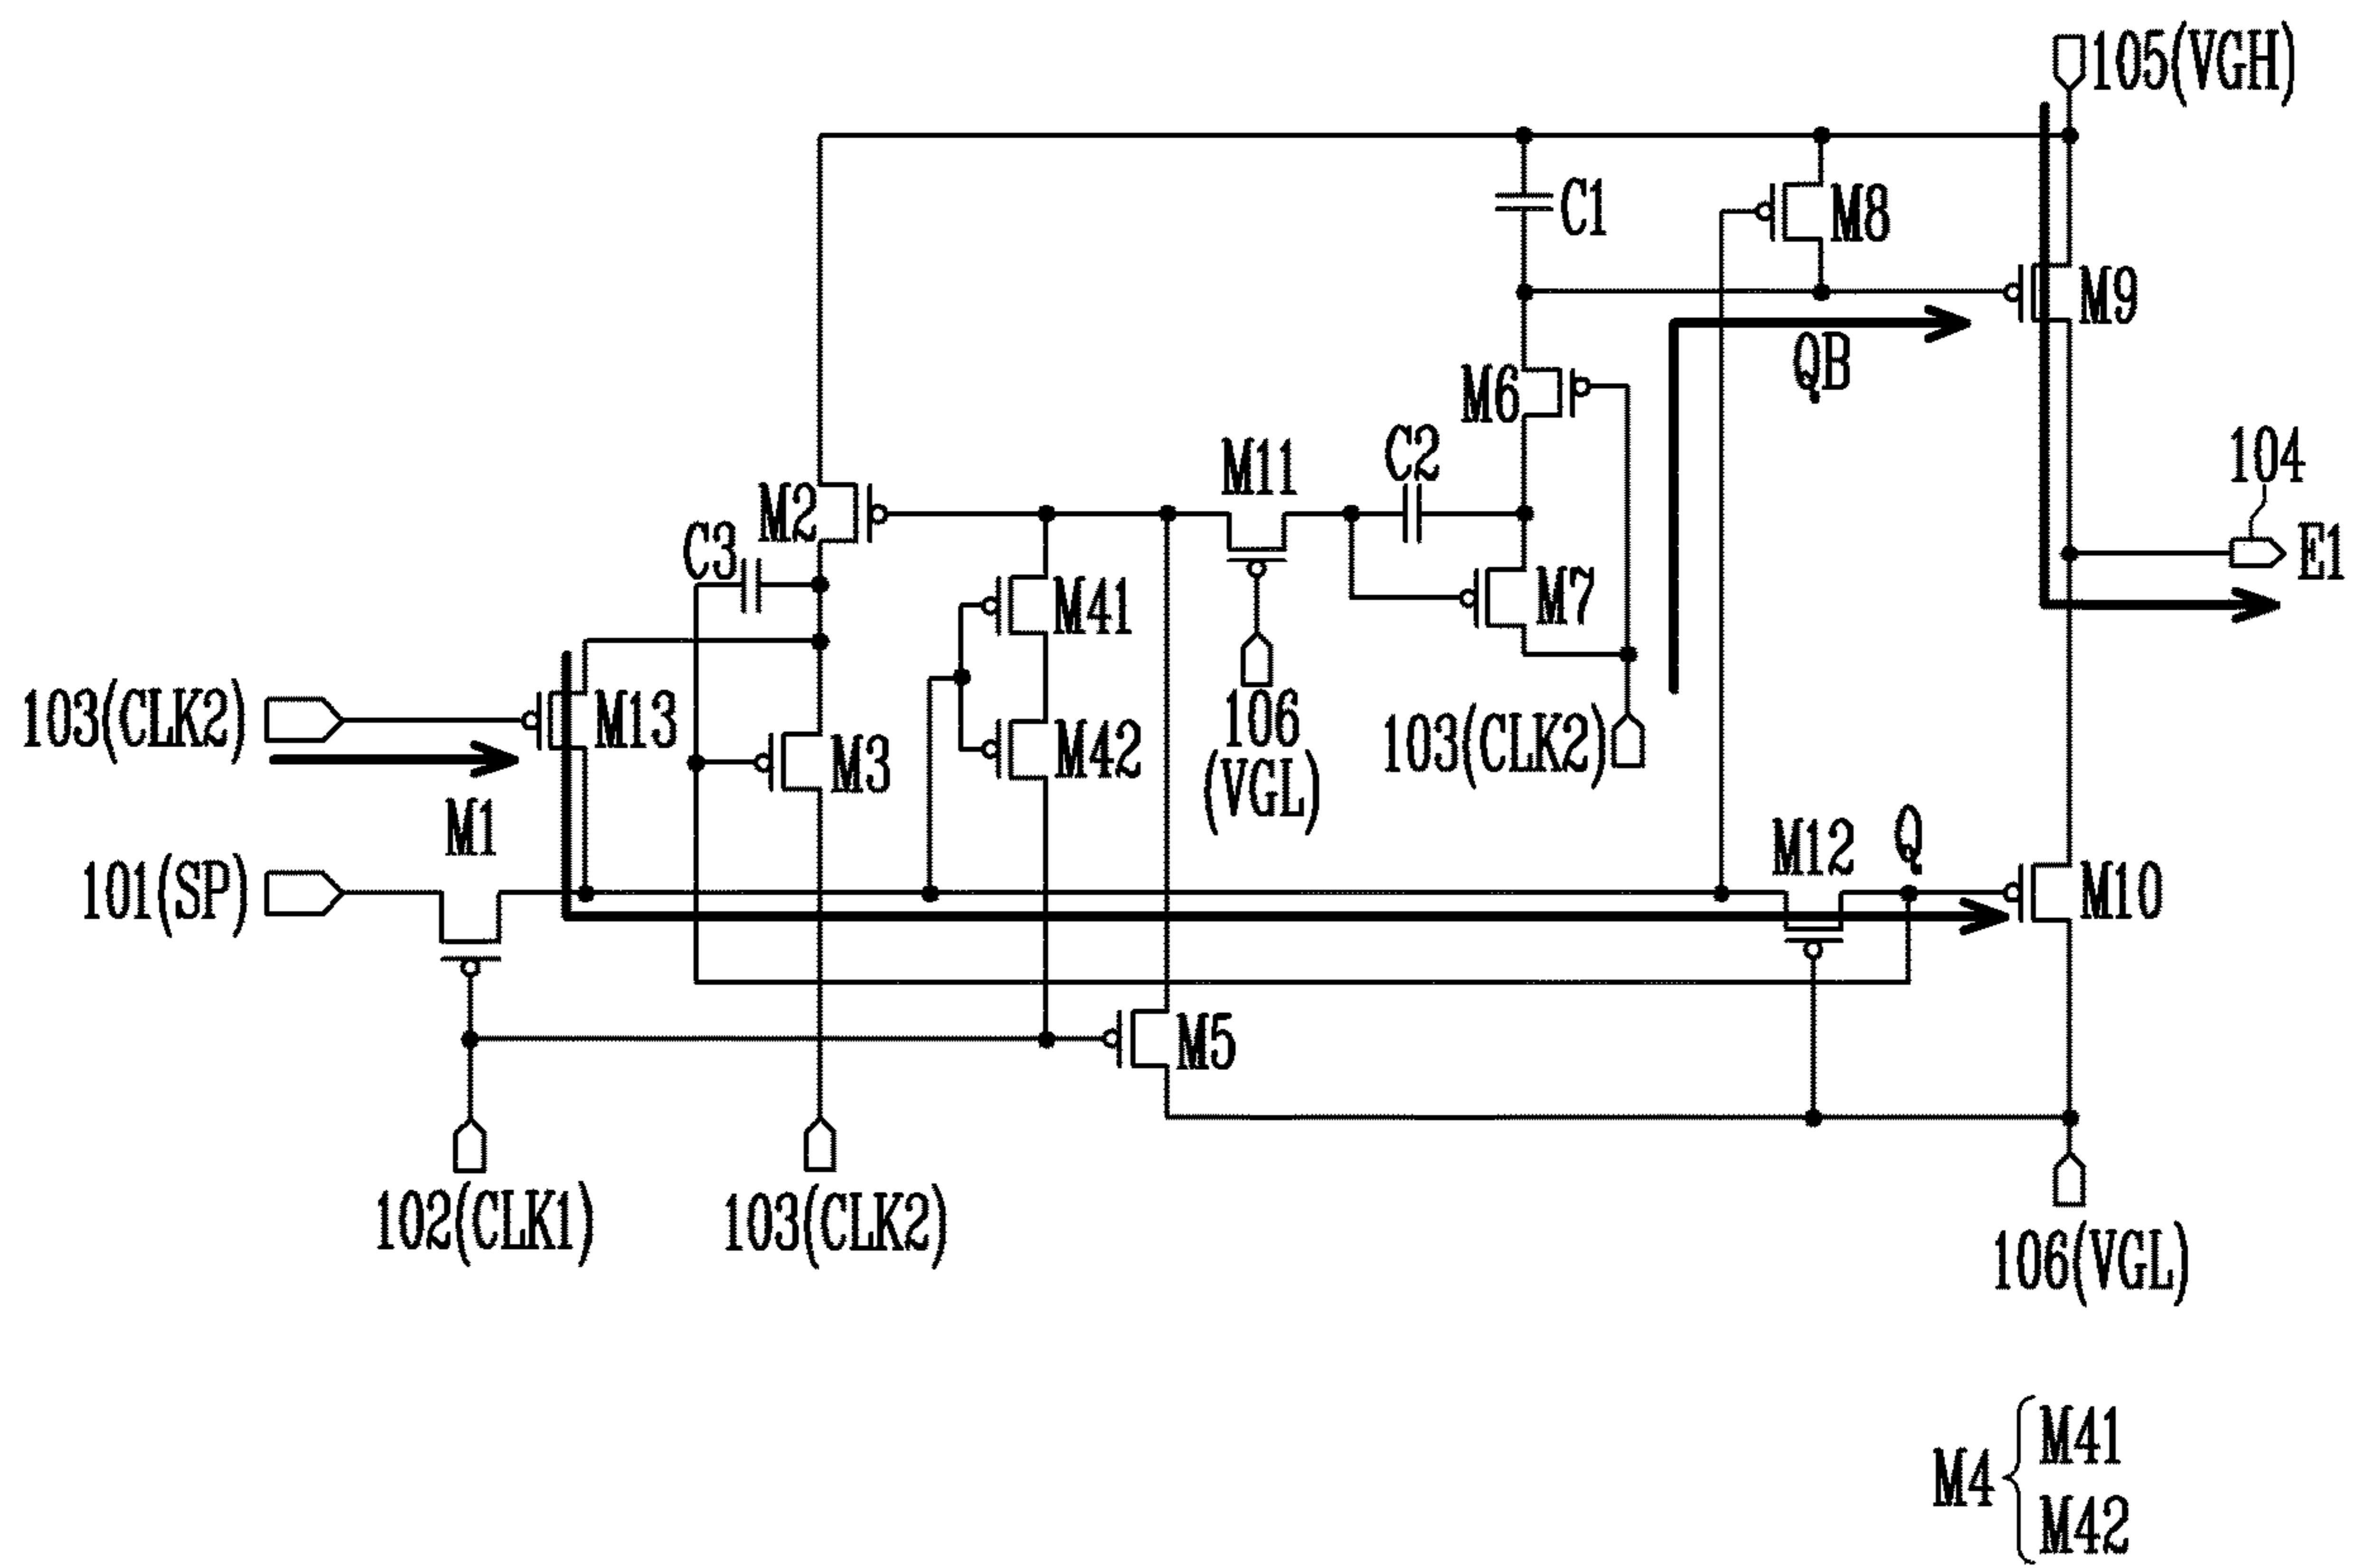 105(VGH)
C1
M8
M9
QB
M6
104
M11
C2
M2
E1
C3
M41
M7
103(CLK2)
M13
M3
M42
106
(VGL)
103(CLK2)
M1
M12
Q
101(SP)
M10
M5
102(CLK1)
103(CLK2)
106(VGL)
M4
M41
M42